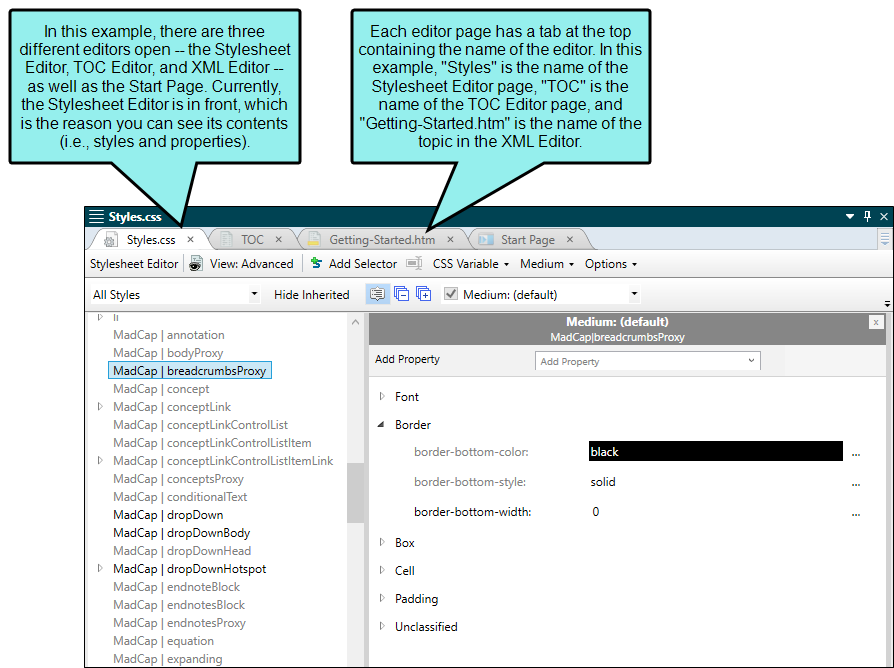 In this example, there are three
different editors open -- the Stylesheet
Editor, TOC Editor, and XML Editor --
as well as the Start Page. Currently,
the Stylesheet Editor is in front, which
is the reason you can see its contents
(i.e., styles and properties).
Each editor page has a tab at the top
containing the name of the editor. In this
example, "Styles" is the name of the
Stylesheet Editor page, "TOC" is the
name of the TOC Editor page, and
"Getting-Started.htm" is the name of the
topic in the XML Editor.
Styles.css
Styles.css TOC Getting-Started.htm Start Page
Stylesheet Editor View: Advanced Add Selector CSS Variable Medium Options
All Styles Hide Inherited Medium: (default)
li
MadCap | annotation
MadCap | bodyProxy
MadCap | breadcrumbsProxy
MadCap | concept
MadCap | conceptLink
MadCap | conceptLinkControlList
MadCap | conceptLinkControlListItem
MadCap | conceptLinkControlListItemLink
MadCap | conceptsProxy
MadCap | conditionalText
MadCap | dropDown
MadCap | dropDownBody
MadCap | dropDownHead
MadCap | dropDownHotspot
MadCap | endnoteBlock
MadCap | endnotesBlock
MadCap | endnotesProxy
MadCap | equation
MadCap | expanding
Medium: (default)
MadCap|breadcrumbsProxy
Add Property Add Property
Font
Border
border-bottom-color: black ...
border-bottom-style: solid ...
border-bottom-width: 0 ...
Box
Cell
Padding
Unclassified